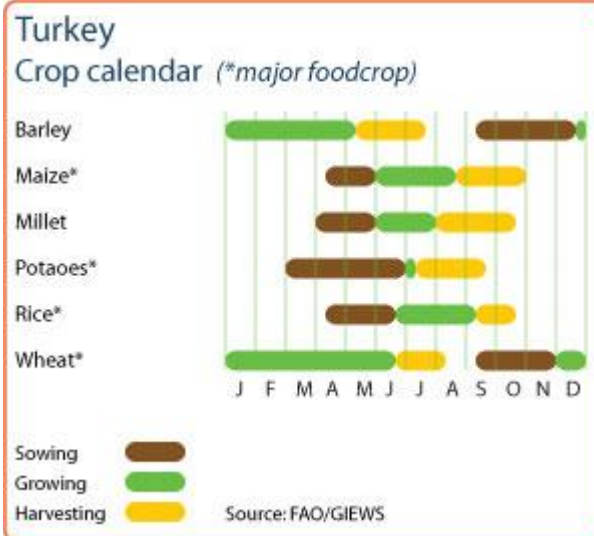 Turkey
Crop calendar (*major foodcrop)
Barley
Maize*
Millet
Potaoes*
Rice*
Wheat*
J F M A M J J A S O N D
Sowing
Growing
Harvesting Source: FAO/GIEWS